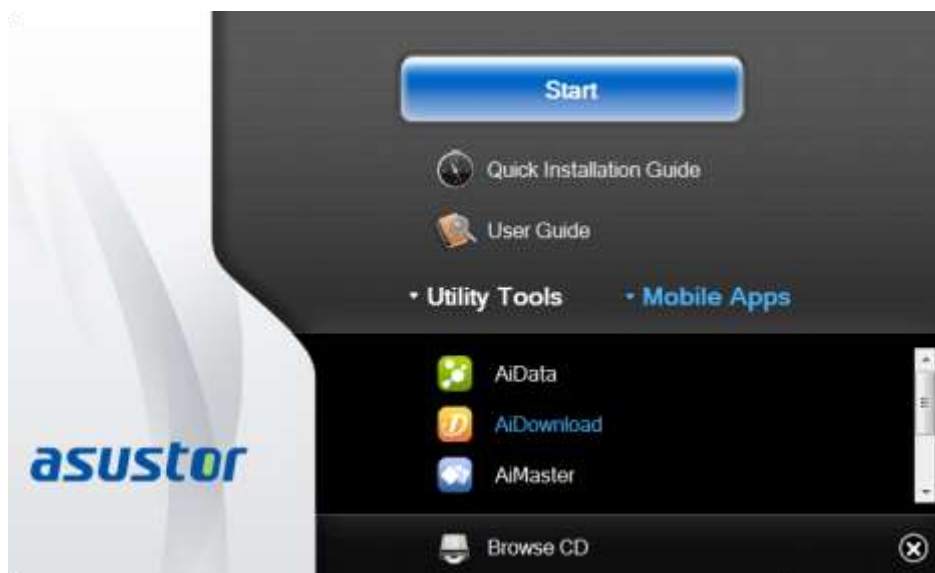 Start
Quick Installation Guide
User Guide
Utility Tools
Mobile Apps
AiData
AiDownload
asustor
AiMaster
Browse CD